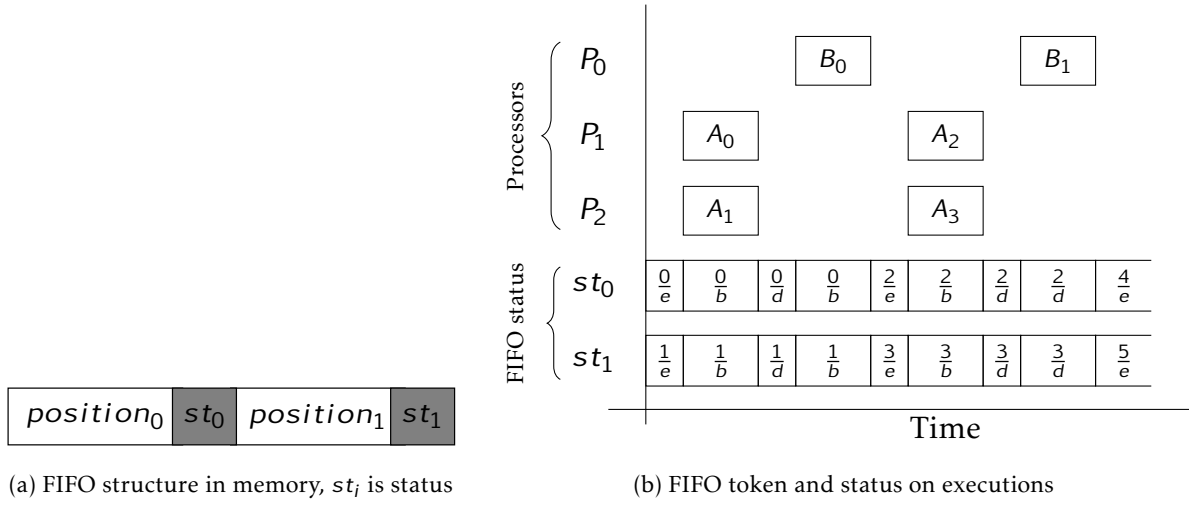 P0 B0 B1
Processors
P1 A0 A2
P2 A1 A3
FIFO status
st0 0/e 0/b 0/d 0/b 2/e 2/b 2/d 2/d 4/e
st1 1/e 1/b 1/d 1/b 3/e 3/b 3/d 3/d 5/e
position0 st0 position1 st1
Time
(a) FIFO structure in memory, sti is status
(b) FIFO token and status on executions